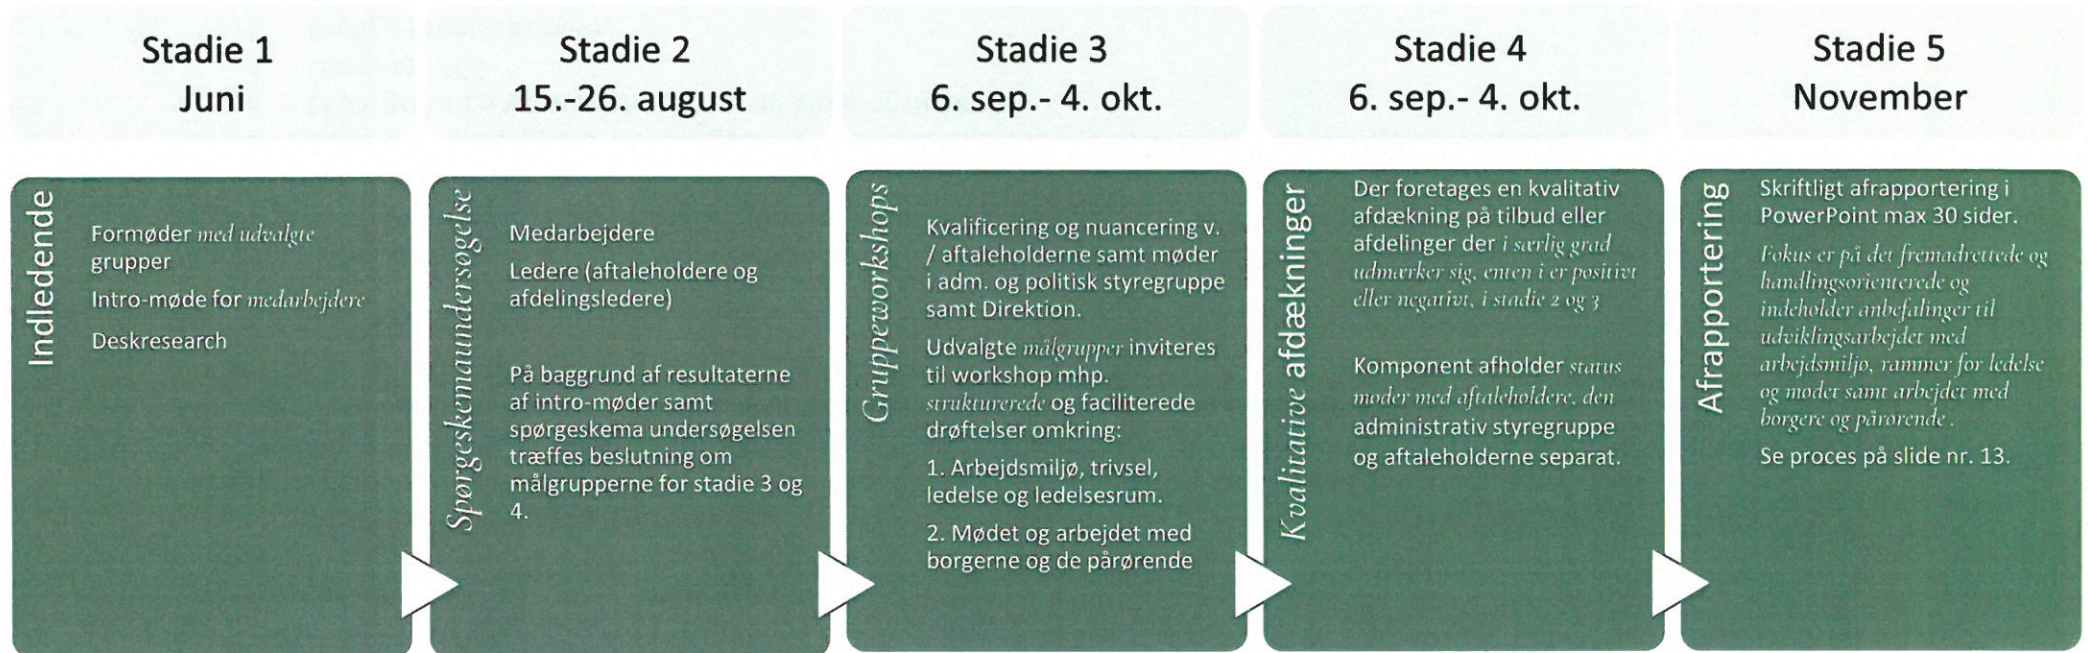 Stadie 1
Juni
Stadie 2
15.-26. august
Stadie 3
6. sep.- 4. okt.
Stadie 4
6. sep.- 4. okt.
Stadie 5
November
Indledende
Formøder med udvalgte
grupper
Intro-møde for medarbejdere
Deskresearch
Spørgeskemaundersøgelse
Medarbejdere
Ledere (aftaleholdere og
afdelingsledere)
På baggrund af resultaterne
af intro-møder samt
spørgeskema undersøgelsen
træffes beslutning om
målgrupperne for stadie 3 og
4.
Gruppeworkshops
Kvalificering og nuancering v.
/ aftaleholderne samt møder
i adm. og politisk styregruppe
samt Direktion.
Udvalgte målgrupper inviteres
til workshop mhp.
strukturerede og faciliterede
drøftelser omkring:
1. Arbejdsmiljø, trivsel,
ledelse og ledelsesrum.
2. Mødet og arbejdet med
borgerne og de pårørende
Kvalitative afdækninger
Der foretages en kvalitativ
afdækning på tilbud eller
afdelinger der i særlig grad
udmærker sig, enten i er positivt
eller negativt, i stadie 2 og 3
Komponent afholder status
møder med aftaleholdere, den
administrativ styregruppe
og aftaleholderne separat.
Afrapportering
Skriftligt afrapportering i
PowerPoint max 30 sider.
Fokus er på det fremadrettede og
handlingsorienterede og
indeholder anbefalinger til
udviklingsarbejdet med
arbejdsmiljø, rammer for ledelse
og mødet samt arbejdet med
borgere og pårørende .
Se proces på slide nr. 13.